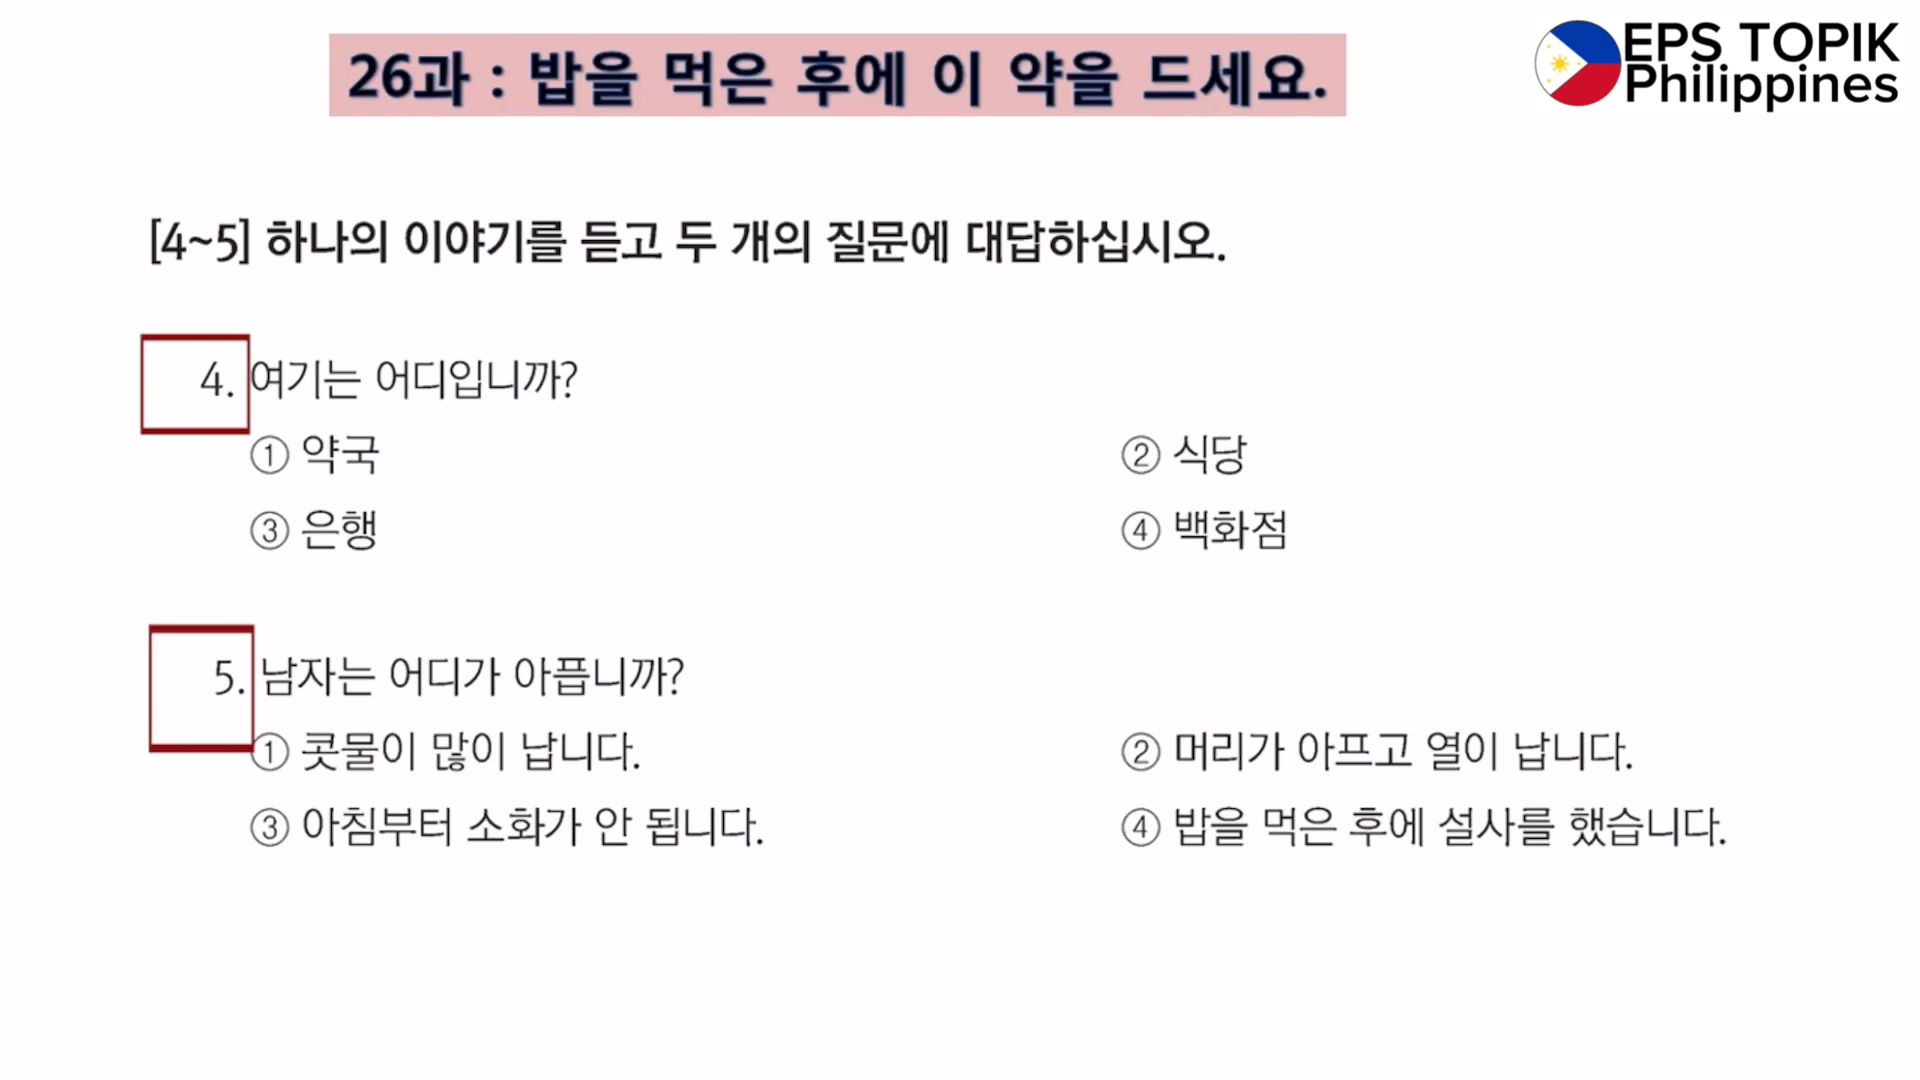 26과 : 밥을 먹은 후에 이 약을 드세요.
EPS TOPIK
Philippines
[4~5] 하나의 이야기를 듣고 두 개의 질문에 대답하십시오.
4. 여기는 어디입니까?
① 약국 ② 식당
③ 은행 ④ 백화점
5. 남자는 어디가 아픕니까?
① 콧물이 많이 납니다. ② 머리가 아프고 열이 납니다.
③ 아침부터 소화가 안 됩니다. ④ 밥을 먹은 후에 설사를 했습니다.